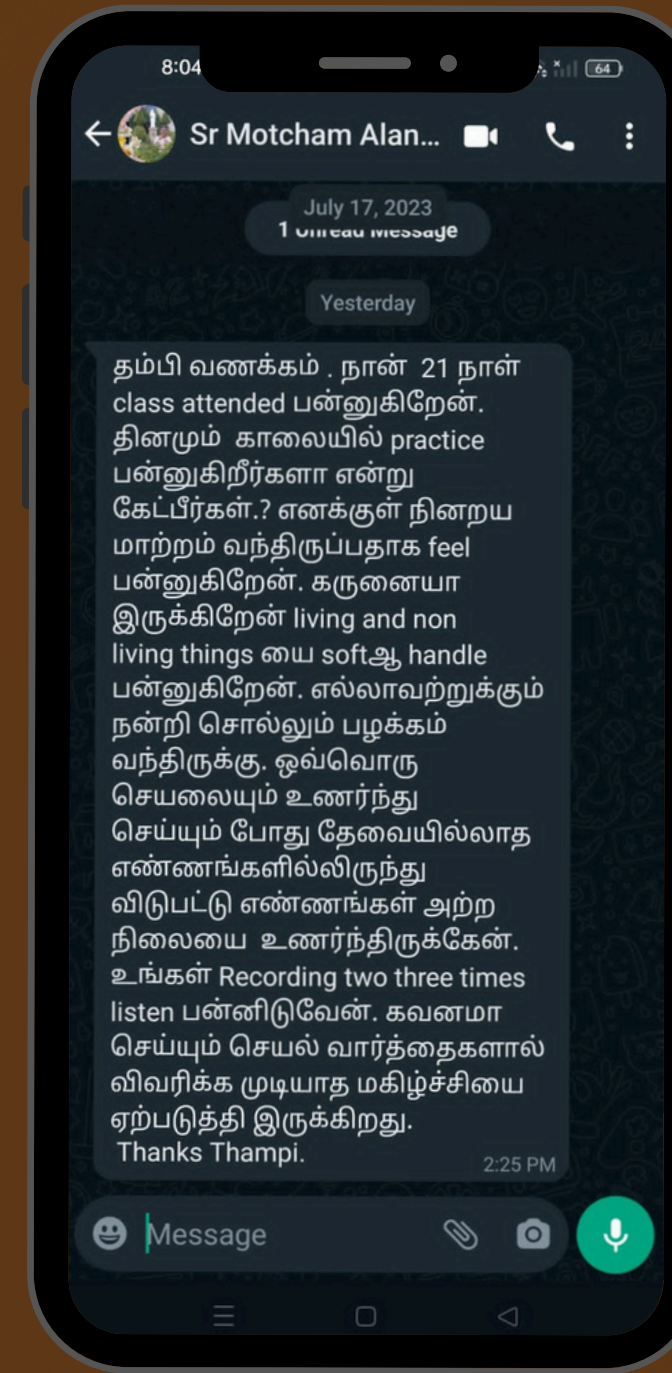 8:04
64
Sr Motcham Alan...
July 17, 2023
1 Unread Message
Yesterday
தம்பி வணக்கம் . நான் 21 நாள்
class attended பன்னுகிறேன்.
தினமும் காலையில் practice
பன்னுகிறீர்களா என்று
கேட்பீர்கள்.? எனக்குள் நினறய
மாற்றம் வந்திருப்பதாக feel
பன்னுகிறேன். கருனையா
இருக்கிறேன் living and non
living things யை softஆ handle
பன்னுகிறேன். எல்லாவற்றுக்கும்
நன்றி சொல்லும் பழக்கம்
வந்திருக்கு. ஒவ்வொரு
செயலையும் உணர்ந்து
செய்யும் போது தேவையில்லாத
எண்ணங்களில்லிருந்து
விடுபட்டு எண்ணங்கள் அற்ற
நிலையை உணர்ந்திருக்கேன்.
உங்கள் Recording two three times
listen பன்னிடுவேன். கவனமா
செய்யும் செயல் வார்த்தைகளால்
விவரிக்க முடியாத மகிழ்ச்சியை
ஏற்படுத்தி இருக்கிறது.
Thanks Thampi.
2:25 PM
Message